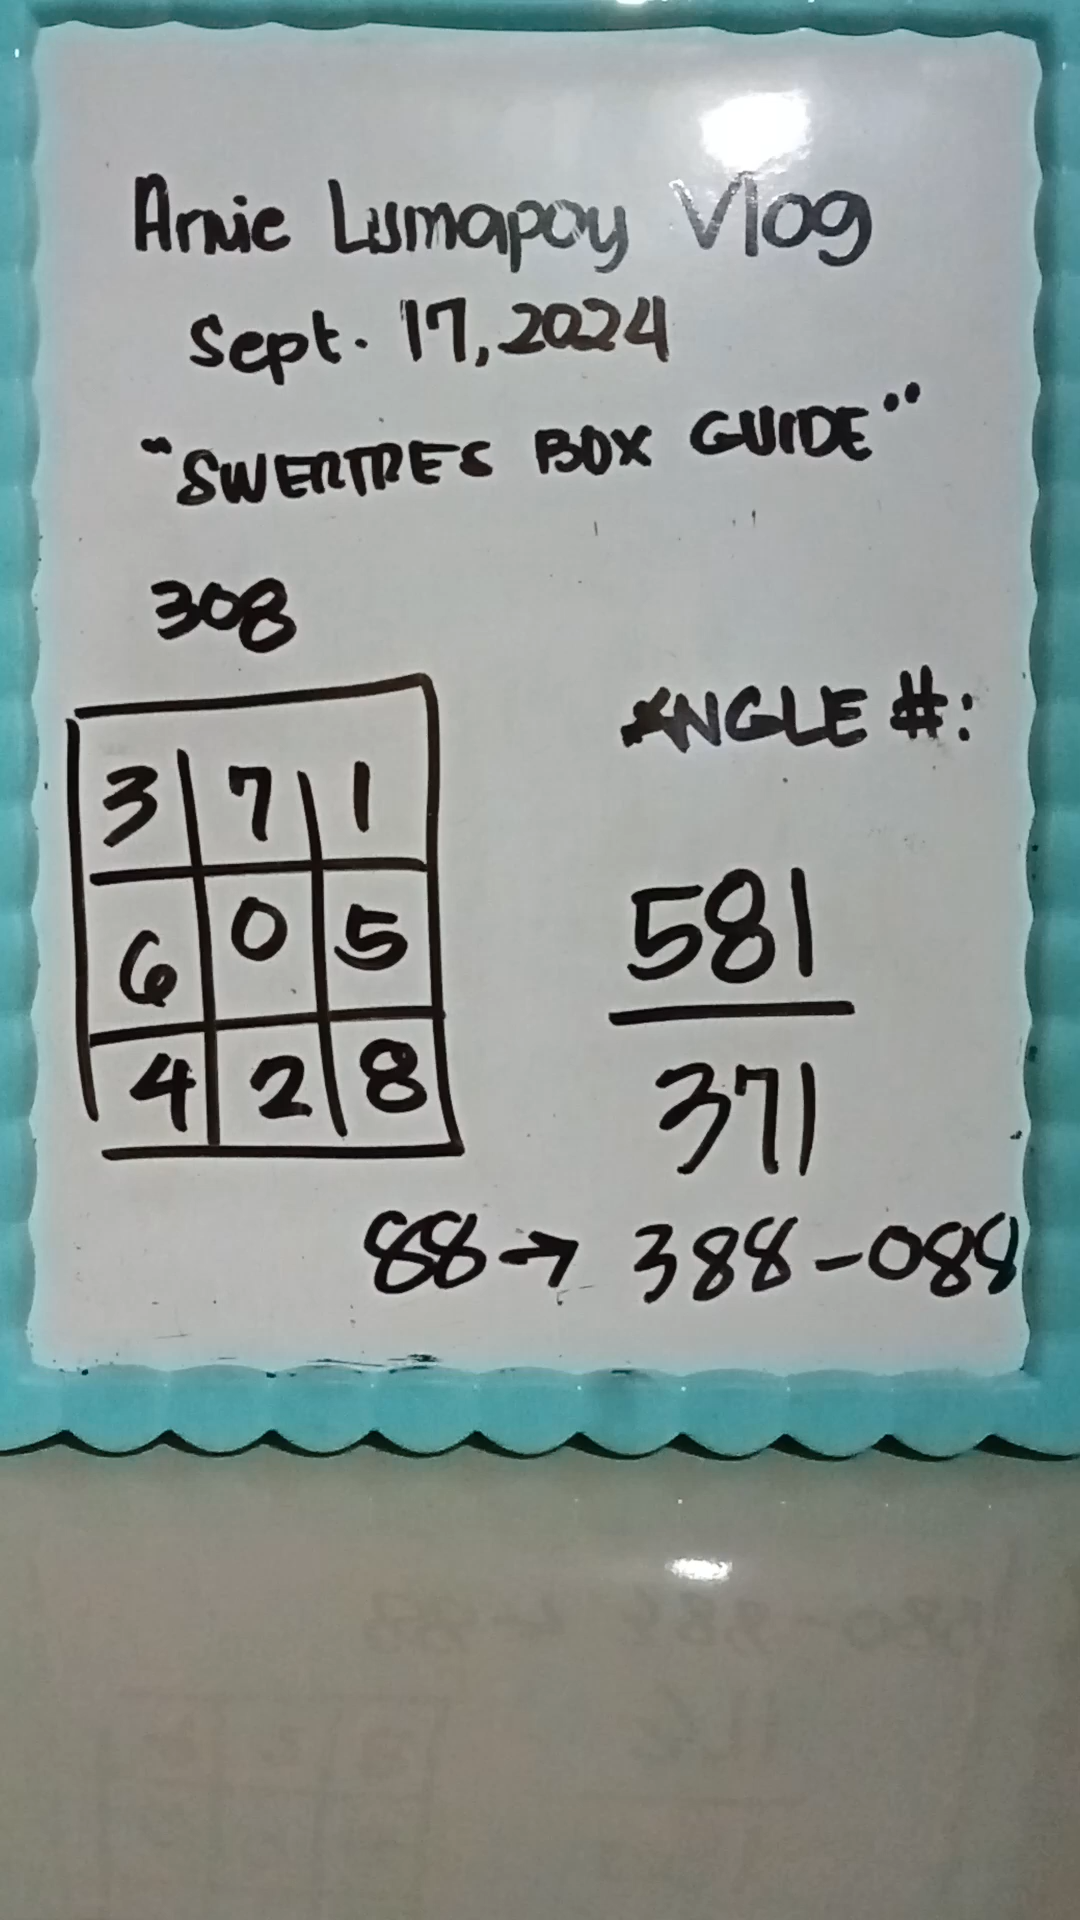 Arnie Lumapoy Vlog
Sept. 17, 2024
"SWERTRES BOX GUIDE"
308
ANGLE #:
3 7 1
6 0 5
4 2 8
581
371
88→ 388-088